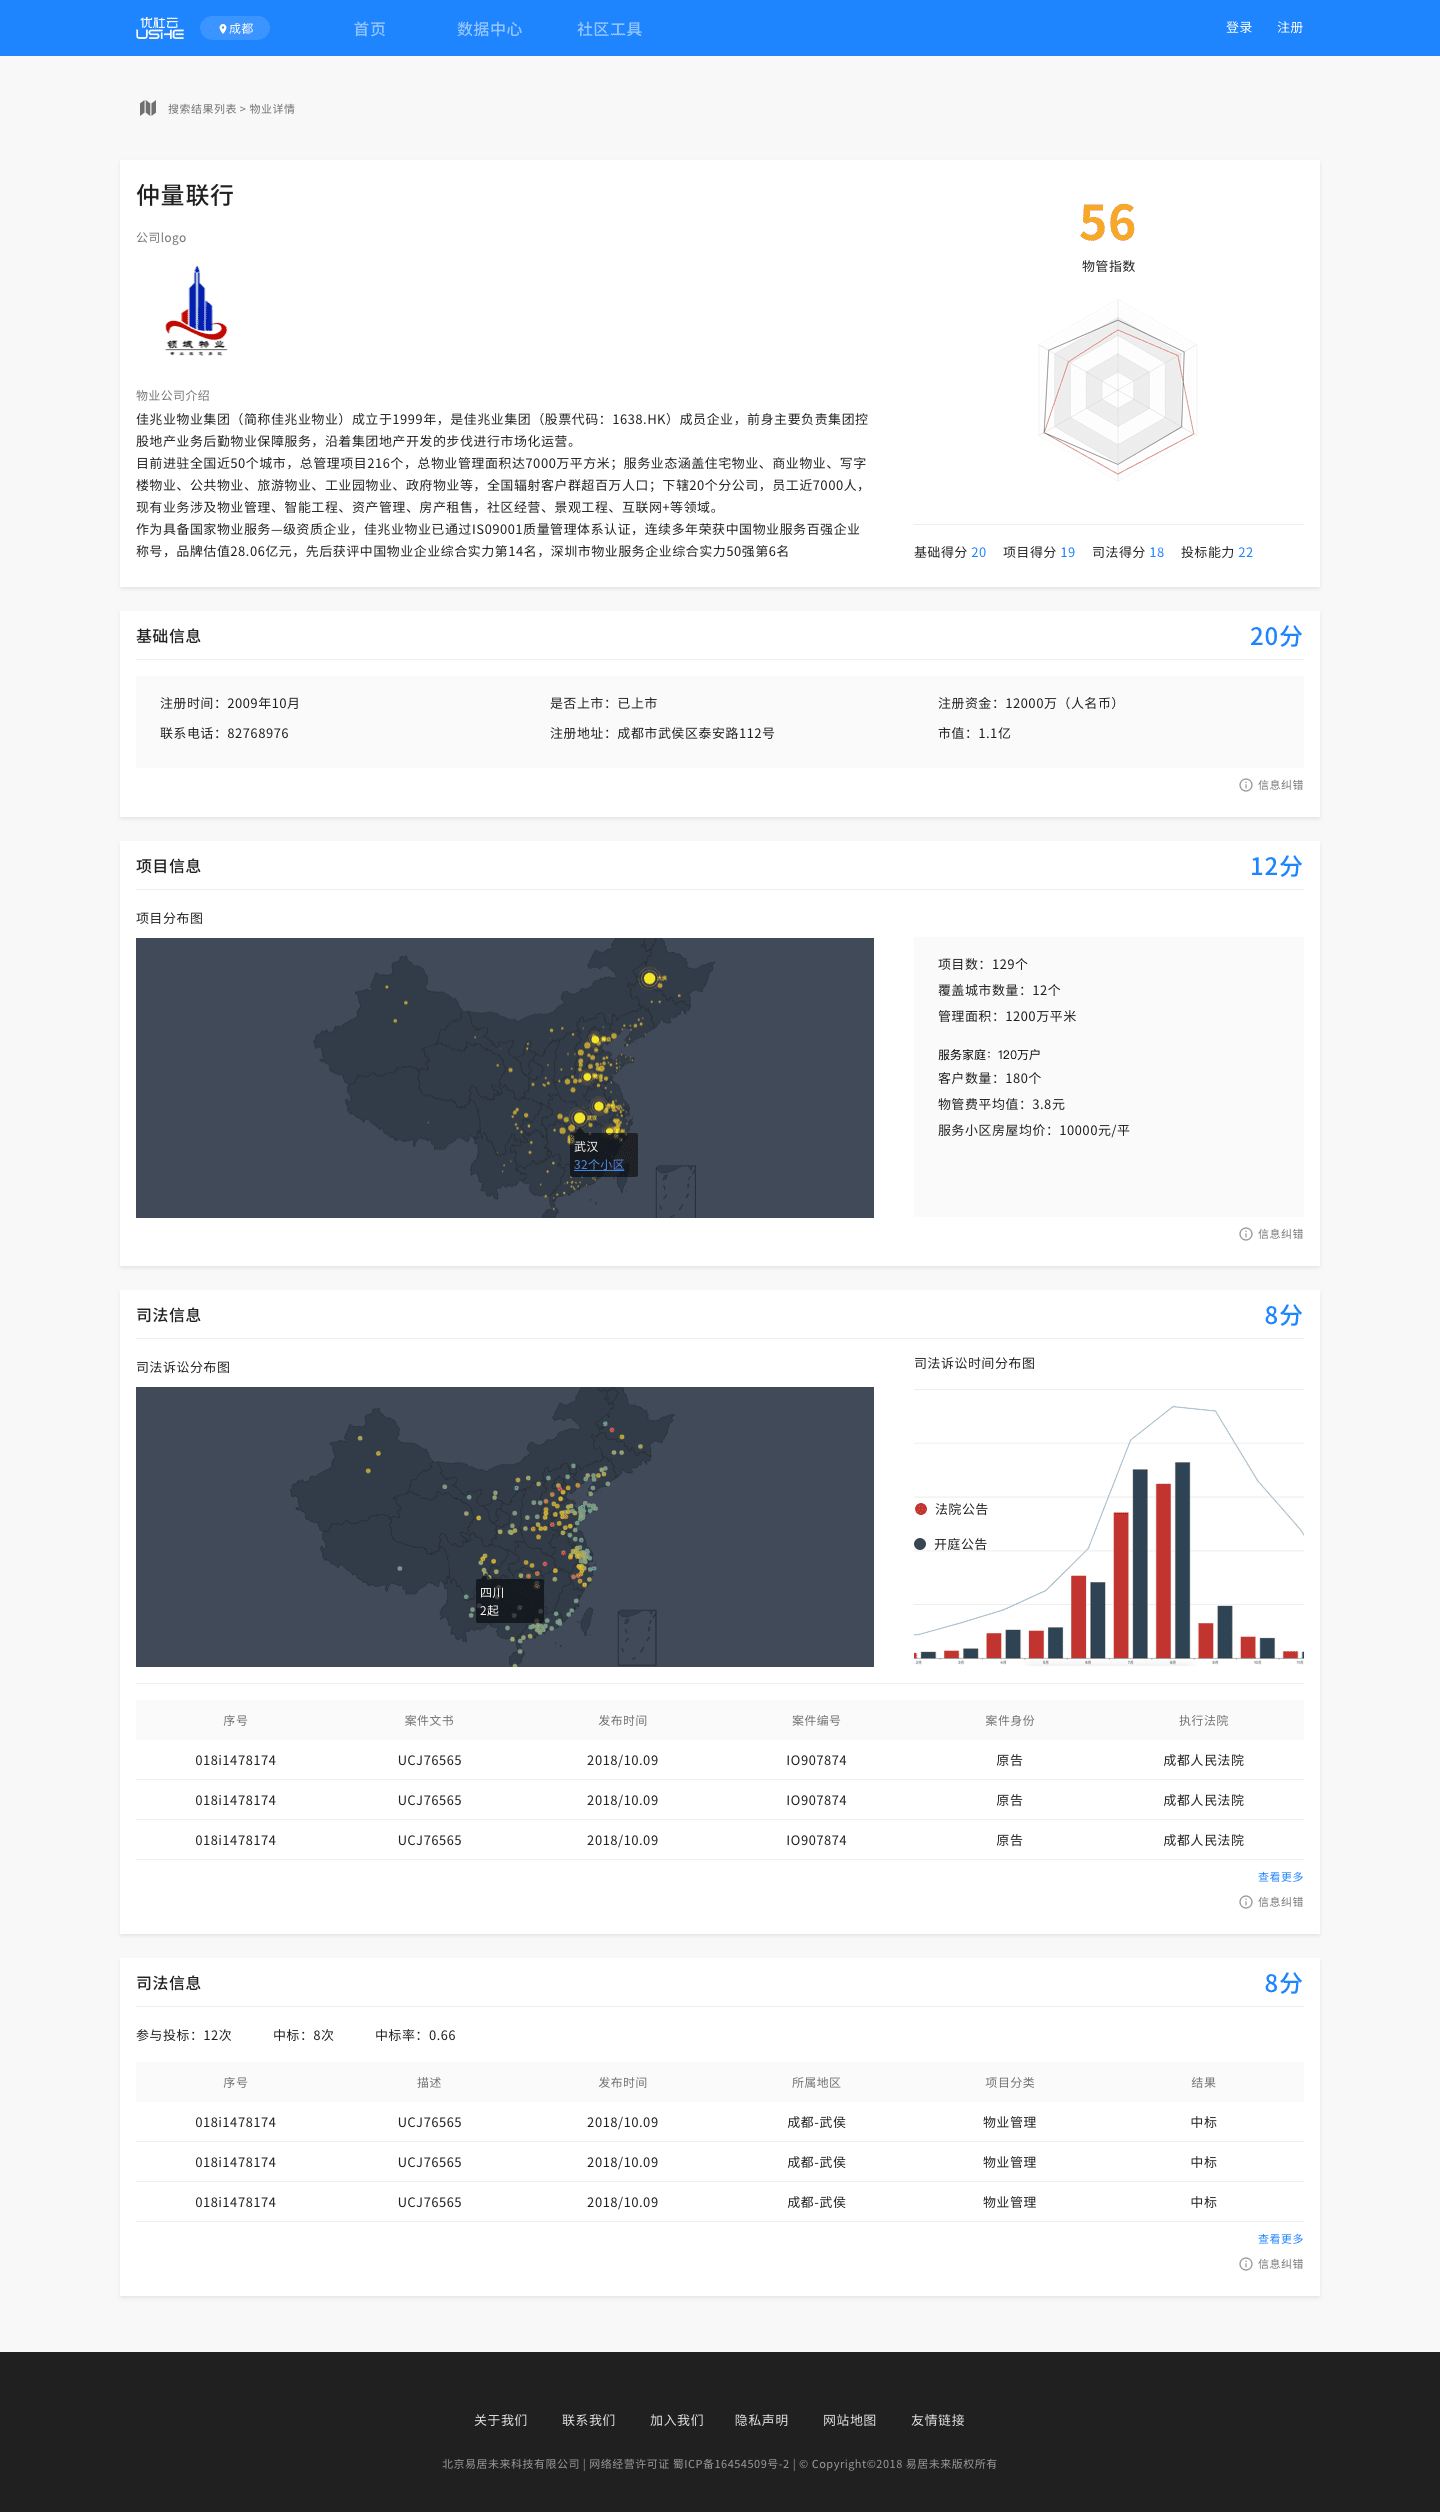 优社云
USHE
成都
首页
数据中心
社区工具
登录
注册
搜索结果列表 > 物业详情
仲量联行
公司logo
领域物业
56
物管指数
物业公司介绍
佳兆业物业集团（简称佳兆业物业）成立于1999年，是佳兆业集团（股票代码：1638.HK）成员企业，前身主要负责集团控
股地产业务后勤物业保障服务，沿着集团地产开发的步伐进行市场化运营。
目前进驻全国近50个城市，总管理项目216个，总物业管理面积达7000万平方米；服务业态涵盖住宅物业、商业物业、写字
楼物业、公共物业、旅游物业、工业园物业、政府物业等，全国辐射客户群超百万人口；下辖20个分公司，员工近7000人，
现有业务涉及物业管理、智能工程、资产管理、房产租售，社区经营、景观工程、互联网+等领域。
作为具备国家物业服务—级资质企业，佳兆业物业已通过IS09001质量管理体系认证，连续多年荣获中国物业服务百强企业
称号，品牌估值28.06亿元，先后获评中国物业企业综合实力第14名，深圳市物业服务企业综合实力50强第6名
基础得分 20 项目得分 19 司法得分 18 投标能力 22
基础信息
20分
注册时间：2009年10月
是否上市：已上市
注册资金：12000万（人名币）
联系电话：82768976
注册地址：成都市武侯区泰安路112号
市值：1.1亿
信息纠错
项目信息
12分
项目分布图
武汉
32个小区
项目数：129个
覆盖城市数量：12个
管理面积：1200万平米
服务家庭：120万户
客户数量：180个
物管费平均值：3.8元
服务小区房屋均价：10000元/平
信息纠错
司法信息
8分
司法诉讼分布图
四川
2起
司法诉讼时间分布图
法院公告
开庭公告
序号 案件文书 发布时间 案件编号 案件身份 执行法院
018i1478174 UCJ76565 2018/10.09 IO907874 原告 成都人民法院
018i1478174 UCJ76565 2018/10.09 IO907874 原告 成都人民法院
018i1478174 UCJ76565 2018/10.09 IO907874 原告 成都人民法院
查看更多
信息纠错
司法信息
8分
参与投标：12次 中标：8次 中标率：0.66
序号 描述 发布时间 所属地区 项目分类 结果
018i1478174 UCJ76565 2018/10.09 成都-武侯 物业管理 中标
018i1478174 UCJ76565 2018/10.09 成都-武侯 物业管理 中标
018i1478174 UCJ76565 2018/10.09 成都-武侯 物业管理 中标
查看更多
信息纠错
关于我们 联系我们 加入我们 隐私声明 网站地图 友情链接
北京易居未来科技有限公司 | 网络经营许可证 蜀ICP备16454509号-2 | © Copyright©2018 易居未来版权所有